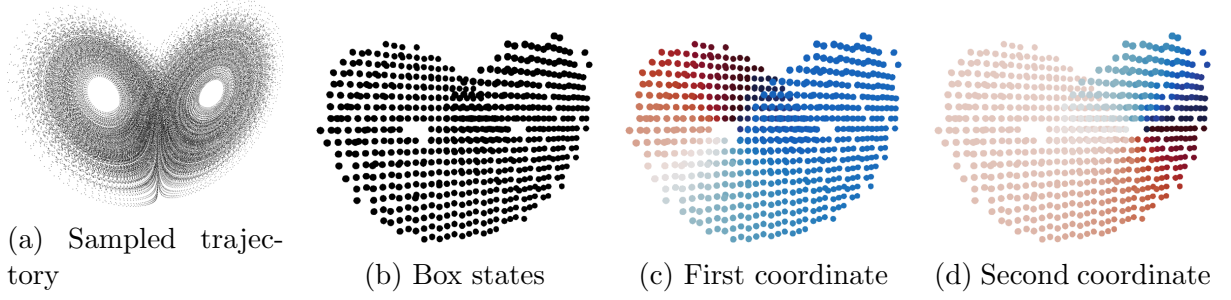 (a) Sampled trajec-
tory
(b) Box states
(c) First coordinate
(d) Second coordinate